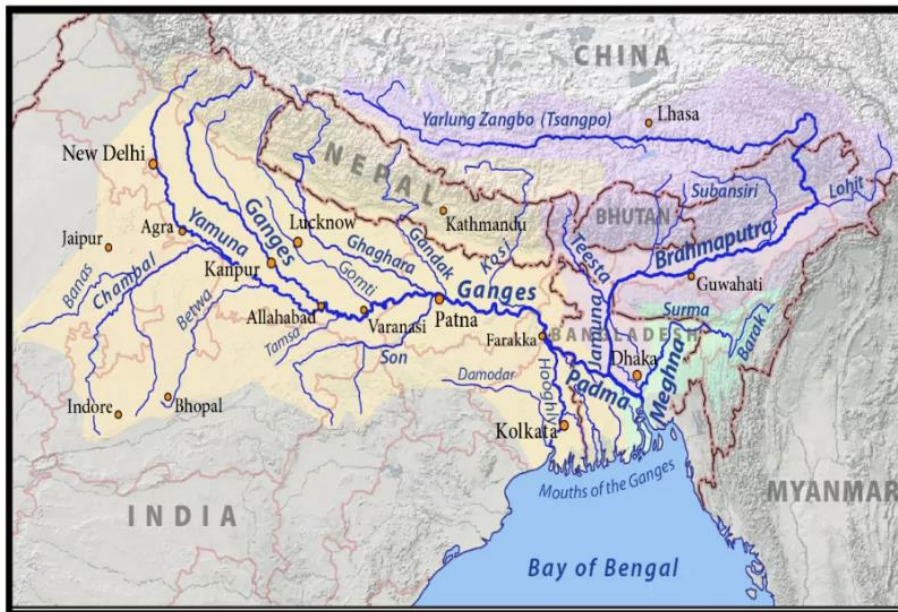 CHINA
Lhasa
Yarlung Zangbo (Tsangpo)
New Delhi
NEPAL
Subansiri
Lohit
BHUTAN
Kathmandu
Agra
Yamuna
Ganges
Lucknow
Ghaghara
Gandak
Kosi
Teesta
Brahmaputra
Jaipur
Guwahati
Banas
Chambal
Kanpur
Gomti
Ganges
Jamuna
Betwa
Surma
Allahabad
Varanasi
Patna
Tamsa
BANGLADESH
Barak
Farakka
Son
Dhaka
Meghna
Damodar
Hooghly
Padma
Indore
Bhopal
Kolkata
Mouths of the Ganges
MYANMAR
INDIA
Bay of Bengal